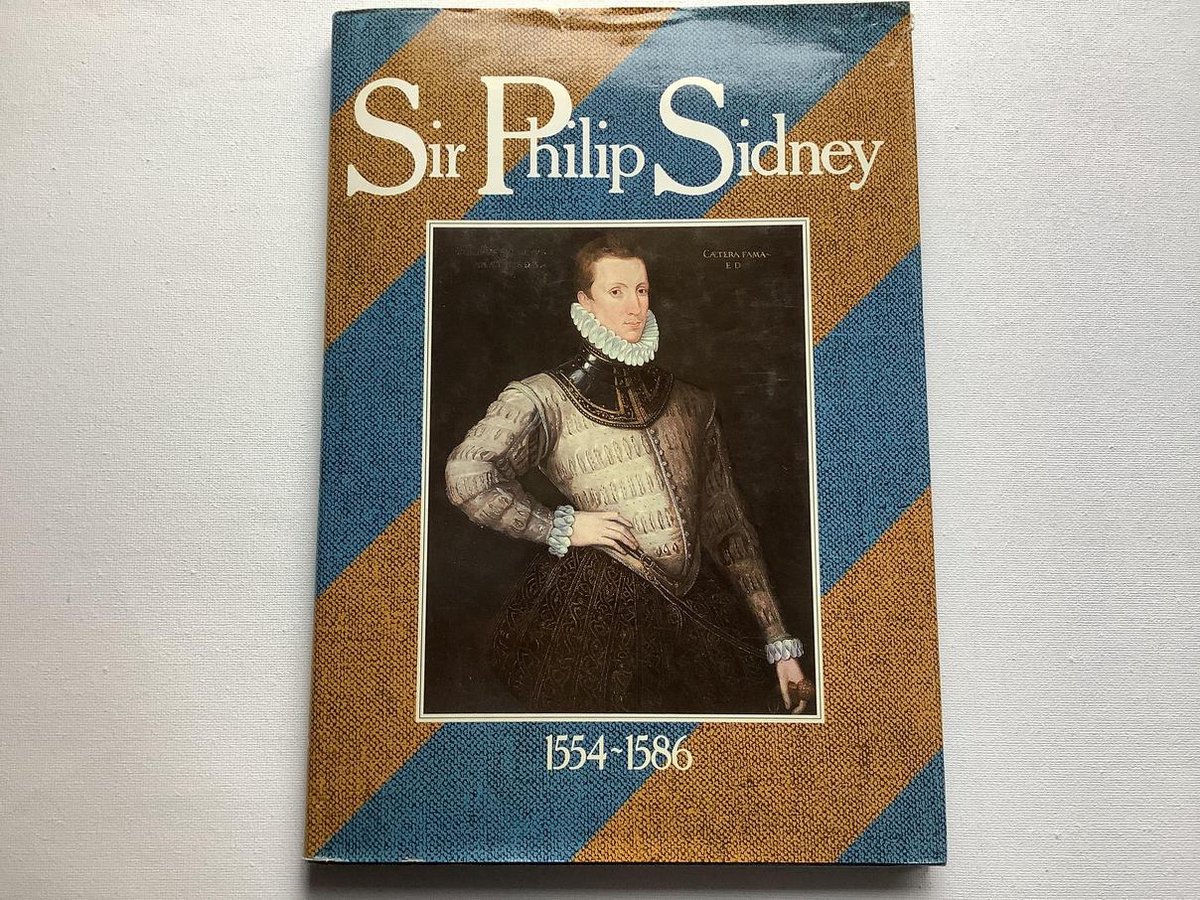 Sir Philip Sidney
CÆTERA FAMA
E D
1554~1586